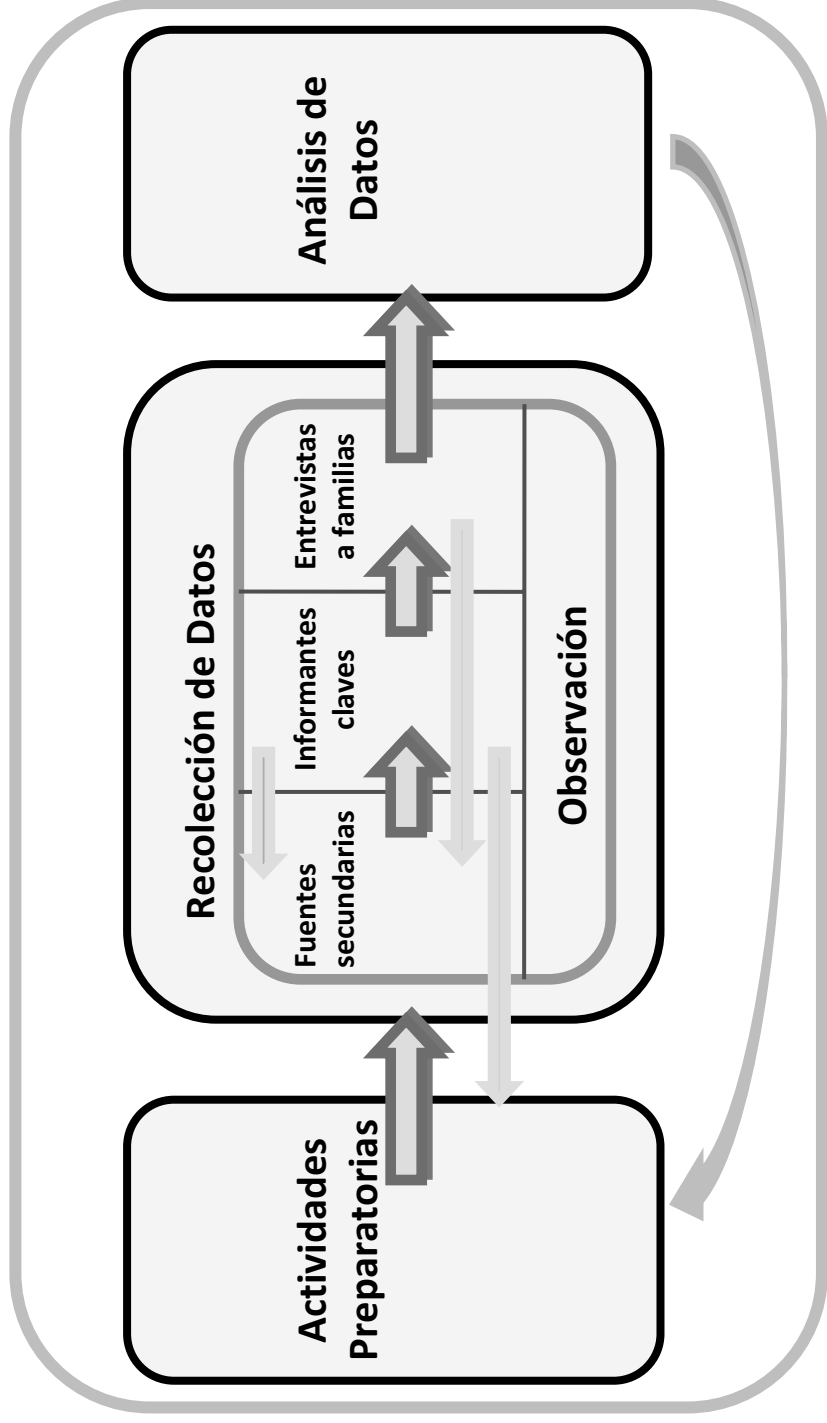 Actividades
Preparatorias
Recolección de Datos
Fuentes
secundarias
Informantes
claves
Entrevistas
a familias
Observación
Análisis de
Datos